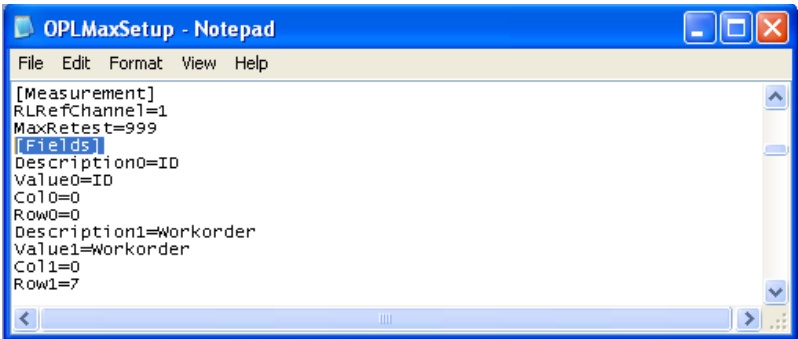 OPLMaxSetup - Notepad
File Edit Format View Help
[Measurement]
RLRefChannel=1
MaxRetest=999
[Fields]
Description0=ID
Value0=ID
Col0=0
Row0=0
Description1=Workorder
Value1=Workorder
Col1=0
Row1=7